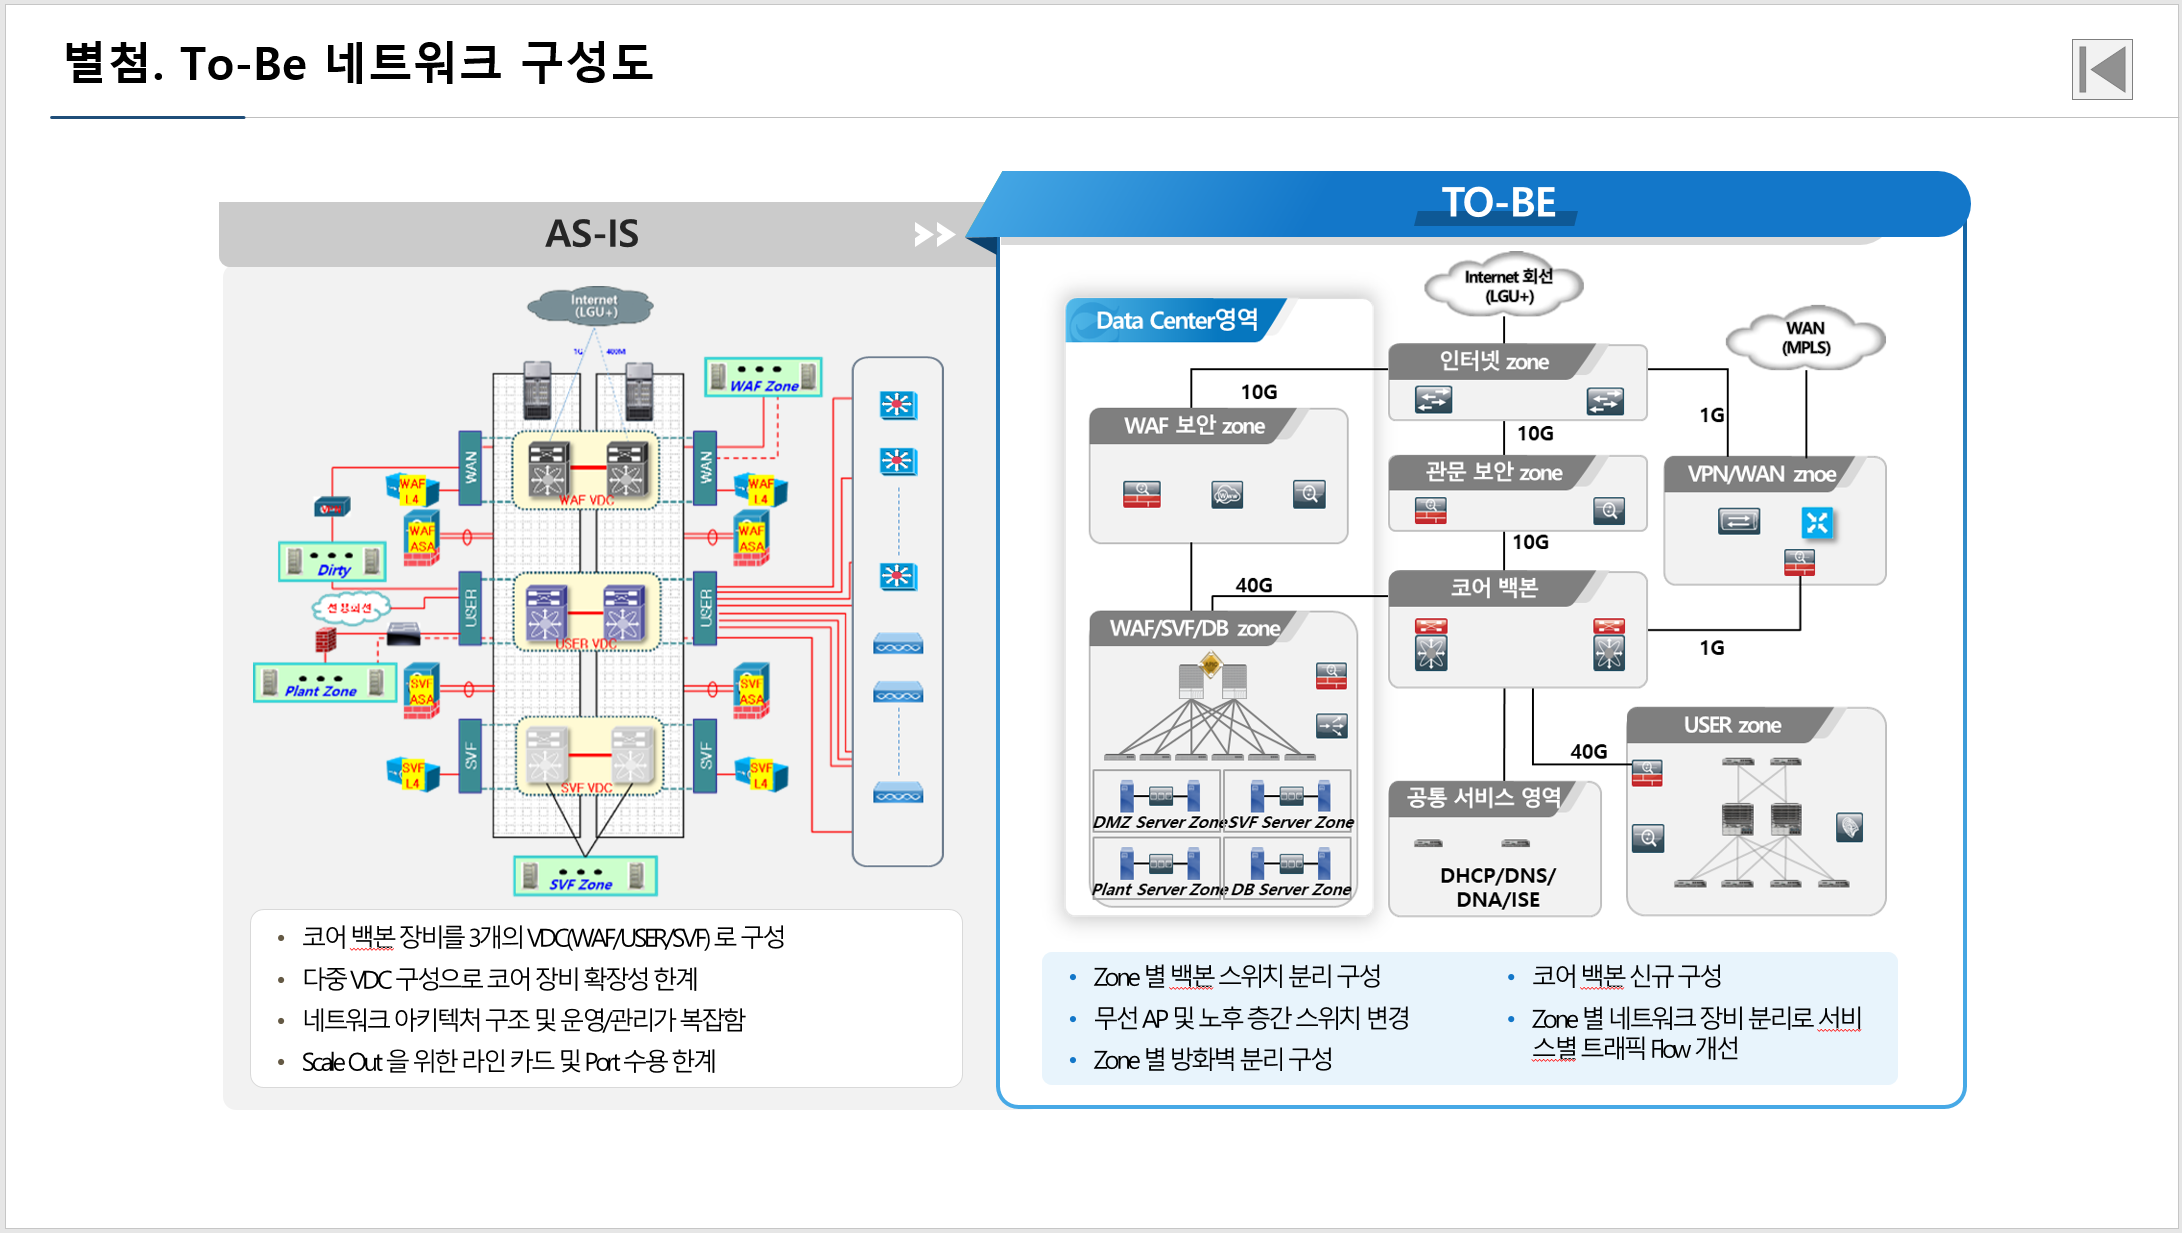 별첨. To-Be 네트워크 구성도
AS-IS
Internet
(LGU+)
1G
400M
WAF Zone
WAN
WAN
WAF VDC
WAF
L4
WAF
L4
WAF
ASA
WAF
ASA
Dirty
전용회선
USER
USER
USER VDC
Plant Zone
SVF
ASA
SVF
ASA
SVF
SVF
SVF VDC
SVF
L4
SVF
L4
SVF Zone
• 코어 백본 장비를 3개의 VDC(WAF/USER/SVF) 로 구성
• 다중 VDC 구성으로 코어 장비 확장성 한계
• 네트워크 아키텍처 구조 및 운영/관리가 복잡함
• Scale Out 을 위한 라인 카드 및 Port 수용 한계
TO-BE
Internet 회선
(LGU+)
Data Center영역
WAN
(MPLS)
인터넷 zone
10G
1G
WAF 보안 zone
10G
관문 보안 zone
VPN/WAN znoe
10G
40G
코어 백본
1G
WAF/SVF/DB zone
USER zone
40G
공통 서비스 영역
DHCP/DNS/
DNA/ISE
DMZ Server Zone
SVF Server Zone
Plant Server Zone
DB Server Zone
• Zone 별 백본 스위치 분리 구성
• 무선 AP 및 노후 층간 스위치 변경
• Zone 별 방화벽 분리 구성
• 코어 백본 신규 구성
• Zone 별 네트워크 장비 분리로 서비
스별 트래픽 Flow 개선